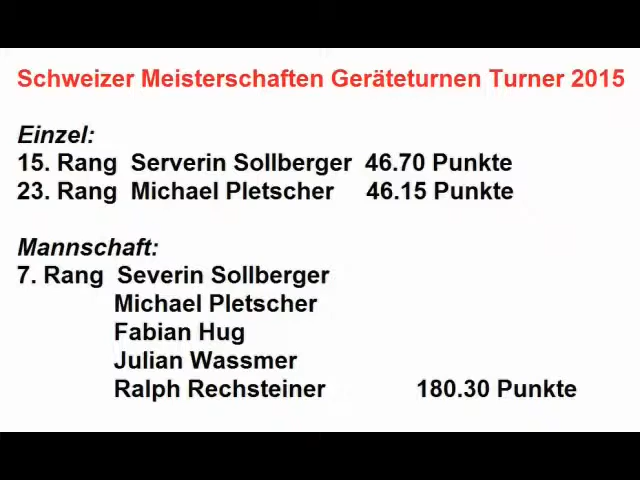 Schweizer Meisterschaften Geräteturnen Turner 2015
Einzel:
15. Rang Serverin Sollberger 46.70 Punkte
23. Rang Michael Pletscher 46.15 Punkte
Mannschaft:
7. Rang Severin Sollberger
Michael Pletscher
Fabian Hug
Julian Wassmer
Ralph Rechsteiner 180.30 Punkte